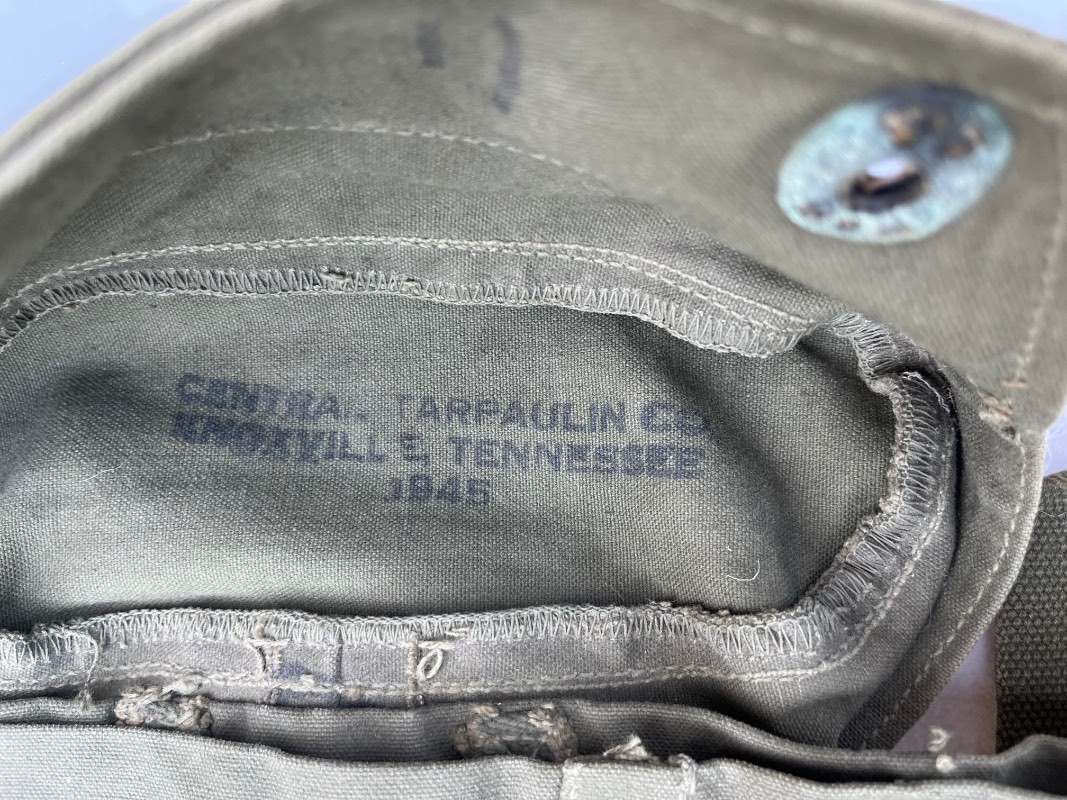 CENTRAL TARPAULIN CO
KNOXVILLE, TENNESSEE
1945